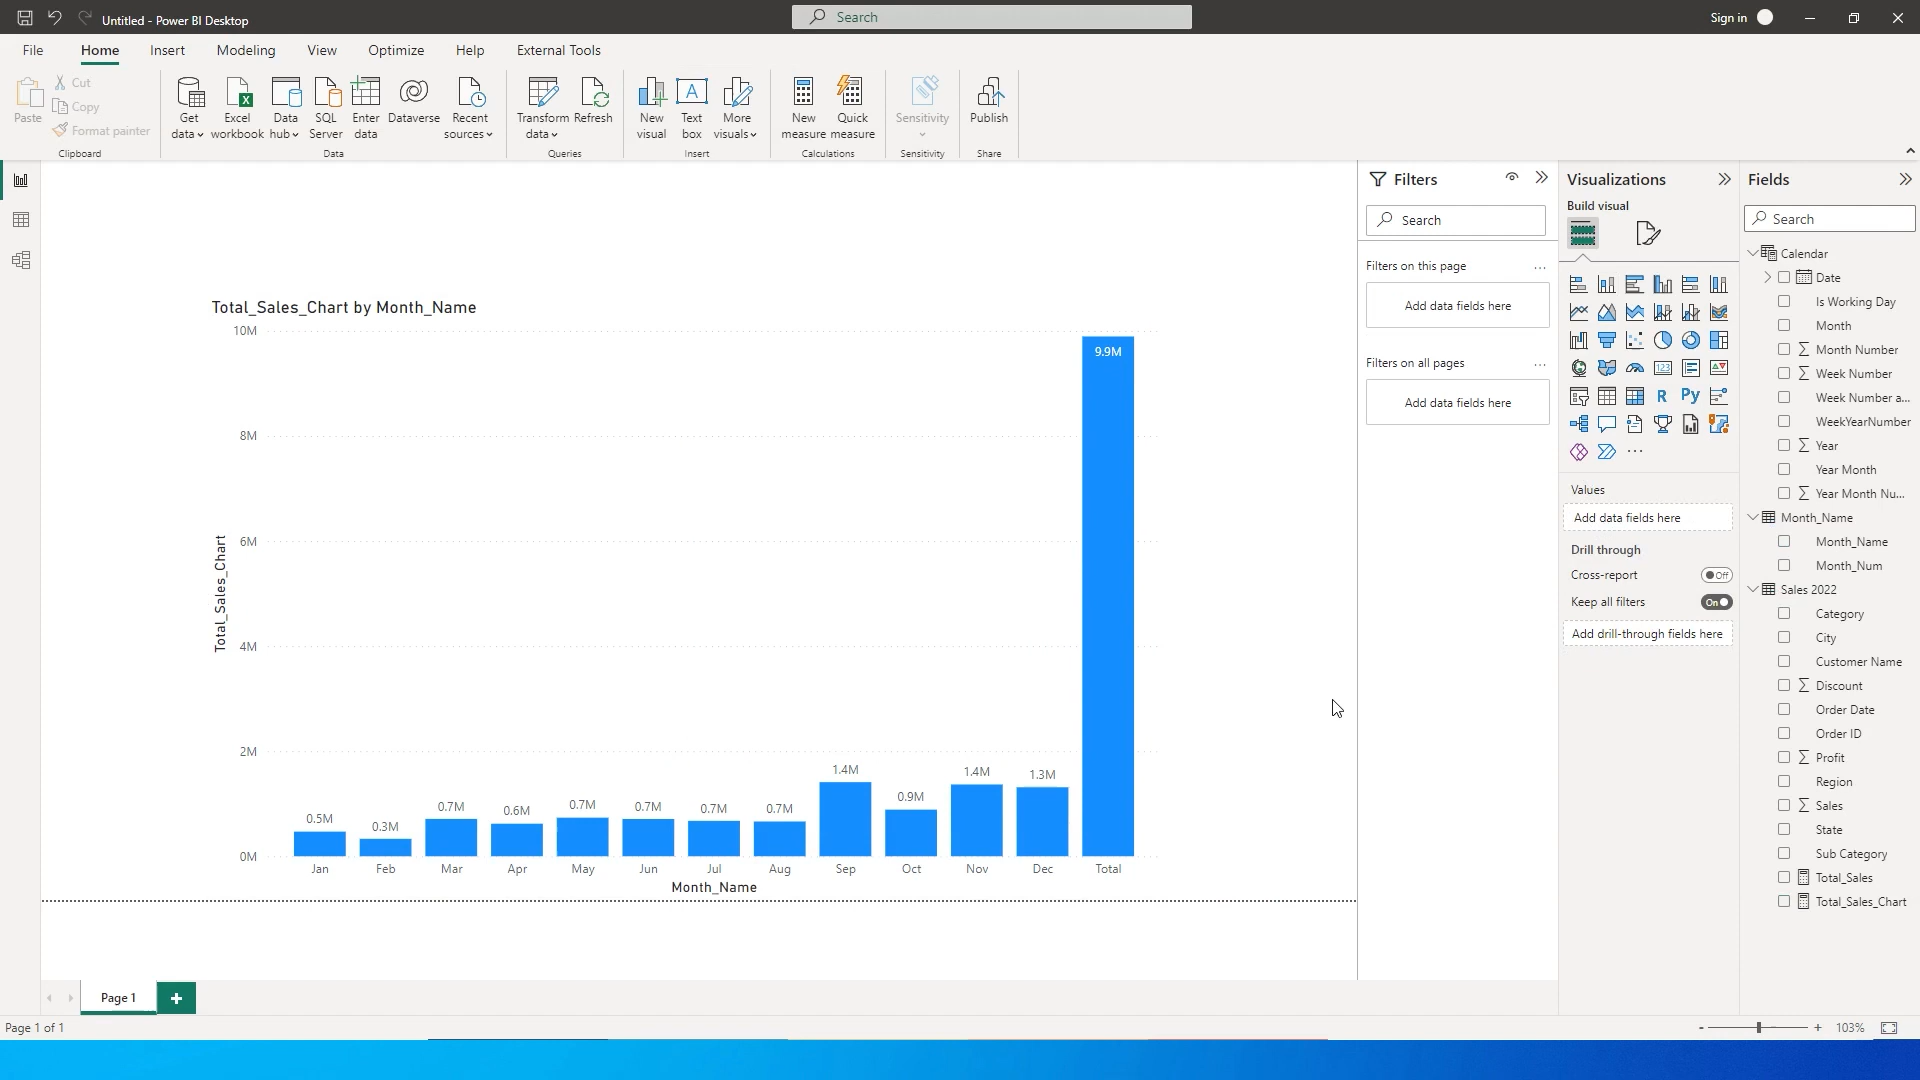 Untitled - Power BI Desktop
Search
Sign in
File
Home
Insert
Modeling
View
Optimize
Help
External Tools
Paste
Cut
Copy
Format painter
Clipboard
Get data
Excel workbook
Data hub
SQL Server
Enter data
Dataverse
Recent sources
Data
Transform data
Refresh
Queries
New visual
Text box
More visuals
Insert
New measure
Quick measure
Calculations
Sensitivity
Sensitivity
Publish
Share
Total_Sales_Chart by Month_Name
10M
8M
6M
4M
2M
0M
Total_Sales_Chart
0.5M
0.3M
0.7M
0.6M
0.7M
0.7M
0.7M
0.7M
1.4M
0.9M
1.4M
1.3M
9.9M
Jan
Feb
Mar
Apr
May
Jun
Jul
Aug
Sep
Oct
Nov
Dec
Total
Month_Name
Filters
Search
Filters on this page
...
Add data fields here
Filters on all pages
...
Add data fields here
Visualizations
Build visual
123
R
Py
...
Values
Add data fields here
Drill through
Cross-report
Off
Keep all filters
On
Add drill-through fields here
Fields
Search
Calendar
Date
Is Working Day
Month
Month Number
Week Number
Week Number a...
WeekYearNumber
Year
Year Month
Year Month Nu...
Month_Name
Month_Name
Month_Num
Sales 2022
Category
City
Customer Name
Discount
Order Date
Order ID
Profit
Region
Sales
State
Sub Category
Total_Sales
Total_Sales_Chart
Page 1
Page 1 of 1
- + 103%